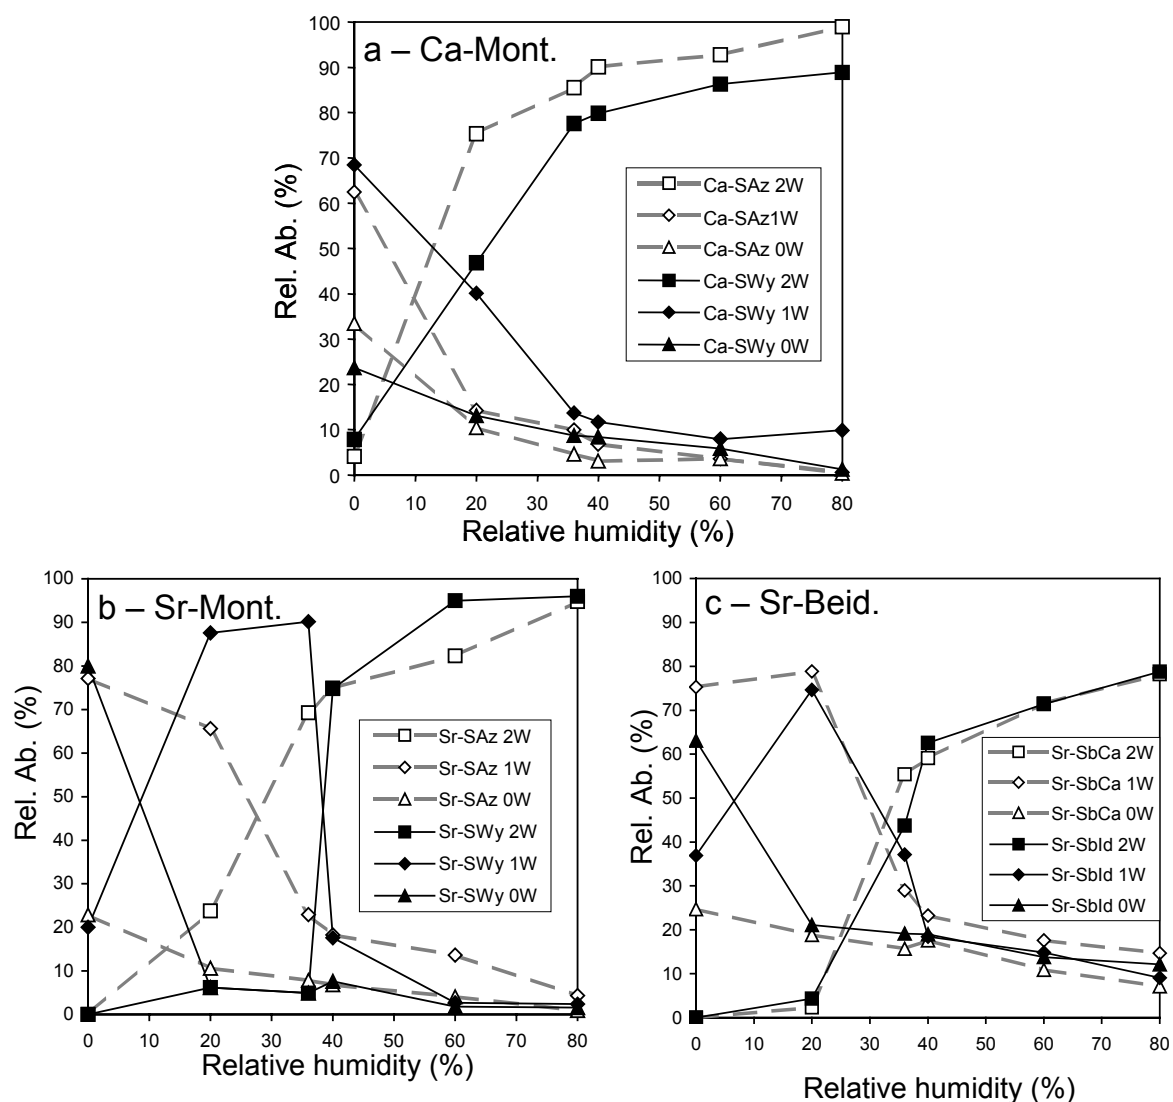 a – Ca-Mont.
Rel. Ab. (%)
100
90
80
70
60
50
40
30
20
10
0
Ca-SAz 2W
Ca-SAz1W
Ca-SAz 0W
Ca-SWy 2W
Ca-SWy 1W
Ca-SWy 0W
0 10 20 30 40 50 60 70 80
Relative humidity (%)
b – Sr-Mont.
Rel. Ab. (%)
100
90
80
70
60
50
40
30
20
10
0
Sr-SAz 2W
Sr-SAz 1W
Sr-SAz 0W
Sr-SWy 2W
Sr-SWy 1W
Sr-SWy 0W
0 10 20 30 40 50 60 70 80
Relative humidity (%)
c – Sr-Beid.
Rel. Ab. (%)
100
90
80
70
60
50
40
30
20
10
0
Sr-SbCa 2W
Sr-SbCa 1W
Sr-SbCa 0W
Sr-SbId 2W
Sr-SbId 1W
Sr-SbId 0W
0 10 20 30 40 50 60 70 80
Relative humidity (%)